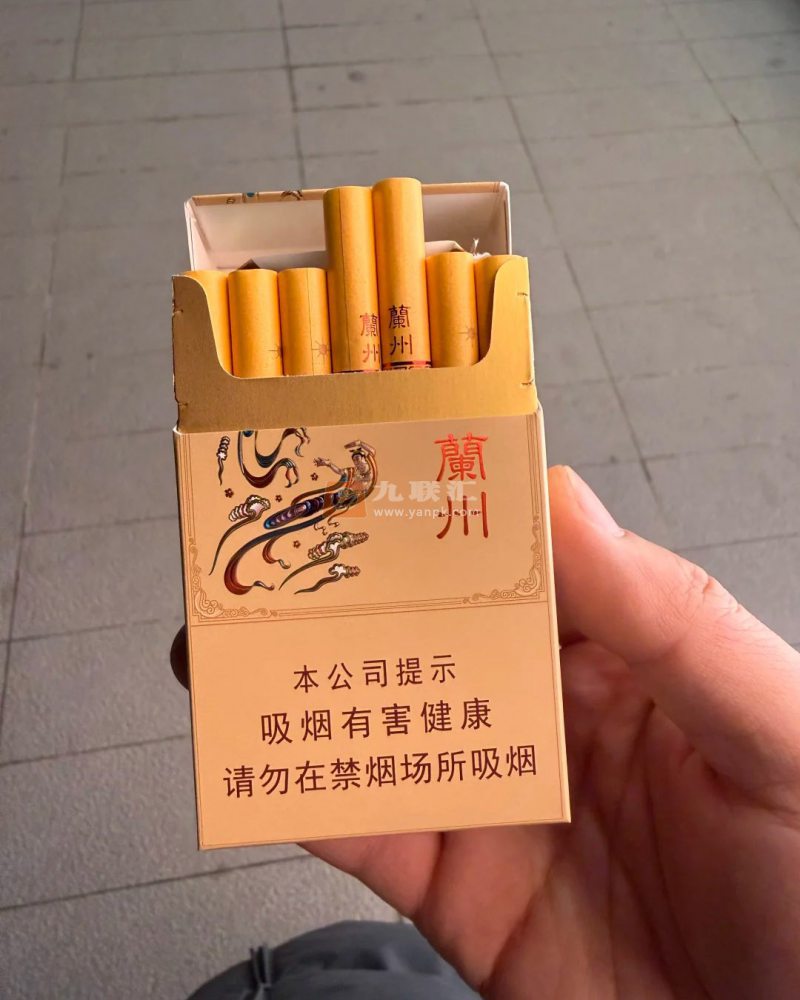 蘭州
蘭州
蘭州
九联汇
www.yanpk.com
本公司提示
吸烟有害健康
请勿在禁烟场所吸烟